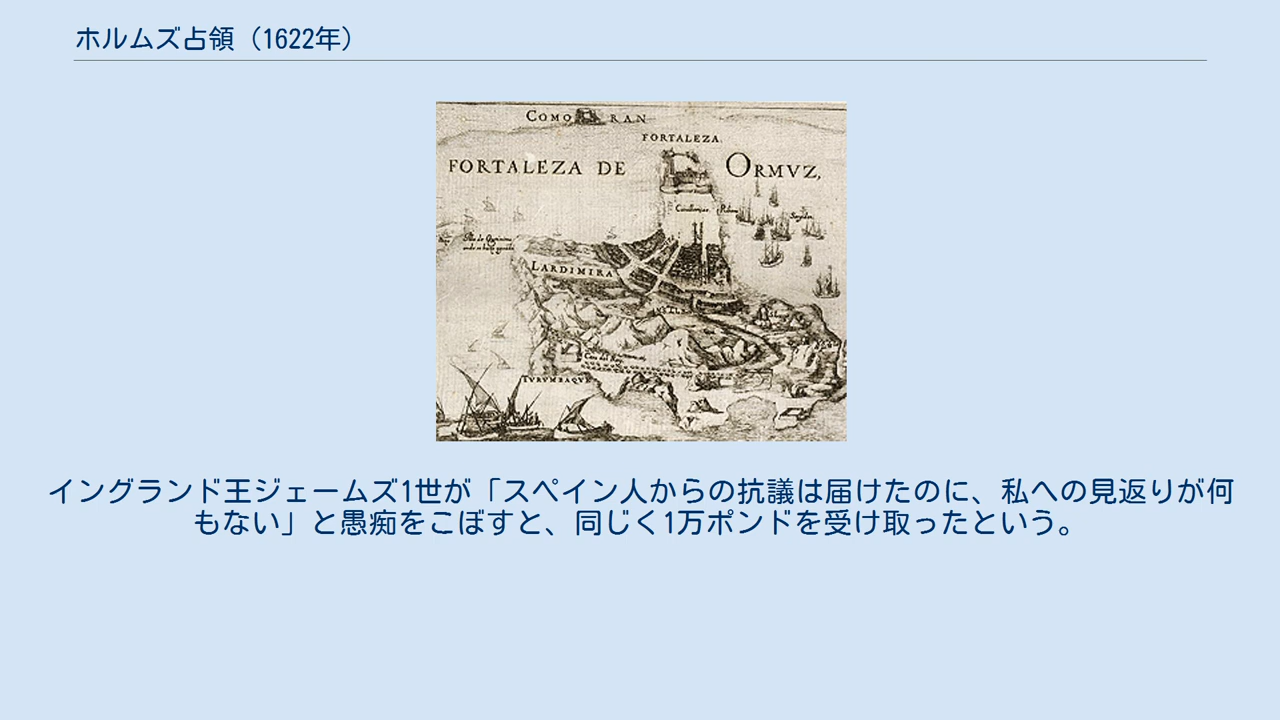 ホルムズ占領（1622年）
COMO RAN
FORTALEZA
FORTALEZA DE ORMVZ,
LARDIMIRA
TVRVMBAQVE
イングランド王ジェームズ1世が「スペイン人からの抗議は届けたのに、私への見返りが何
もない」と愚痴をこぼすと、同じく1万ポンドを受け取ったという。